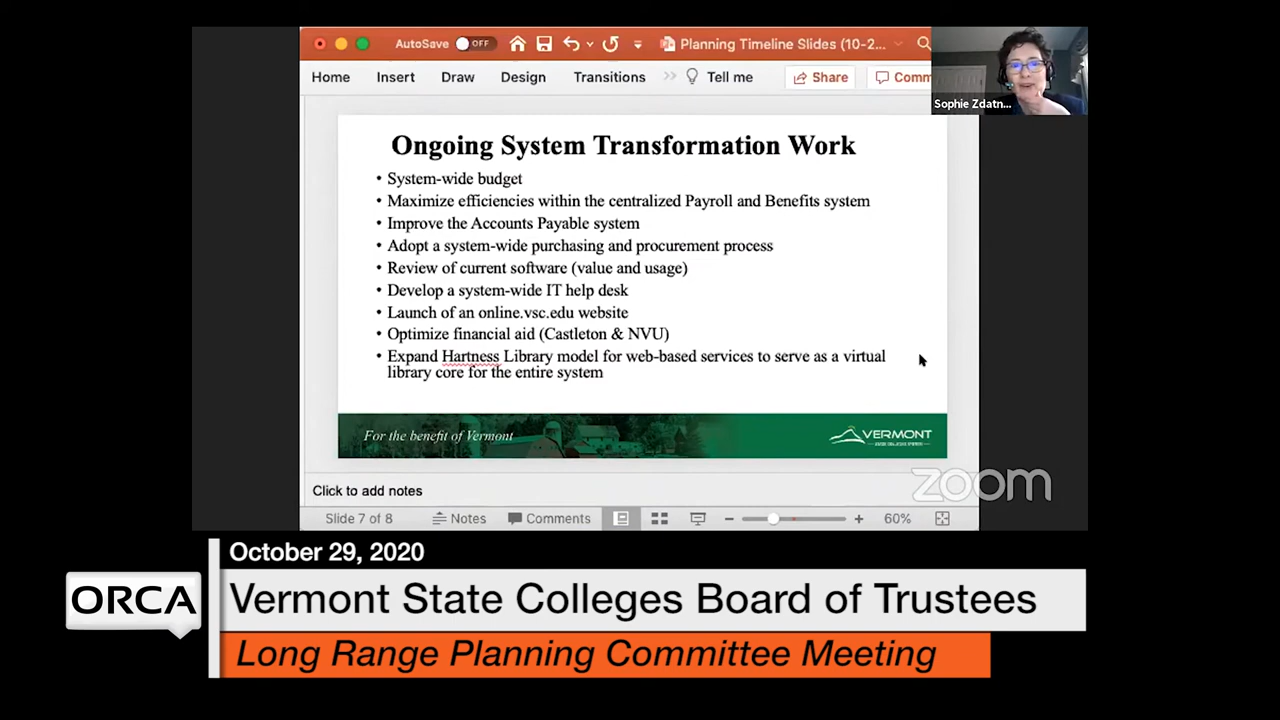 AutoSave OFF Planning Timeline Slides (10-2...
Home Insert Draw Design Transitions Tell me Share Comm
Sophie Zdatn...
Ongoing System Transformation Work
• System-wide budget
• Maximize efficiencies within the centralized Payroll and Benefits system
• Improve the Accounts Payable system
• Adopt a system-wide purchasing and procurement process
• Review of current software (value and usage)
• Develop a system-wide IT help desk
• Launch of an online.vsc.edu website
• Optimize financial aid (Castleton & NVU)
• Expand Hartness Library model for web-based services to serve as a virtual
library core for the entire system
For the benefit of Vermont
VERMONT
Click to add notes
zoom
Slide 7 of 8 Notes Comments 60%
October 29, 2020
ORCA
Vermont State Colleges Board of Trustees
Long Range Planning Committee Meeting